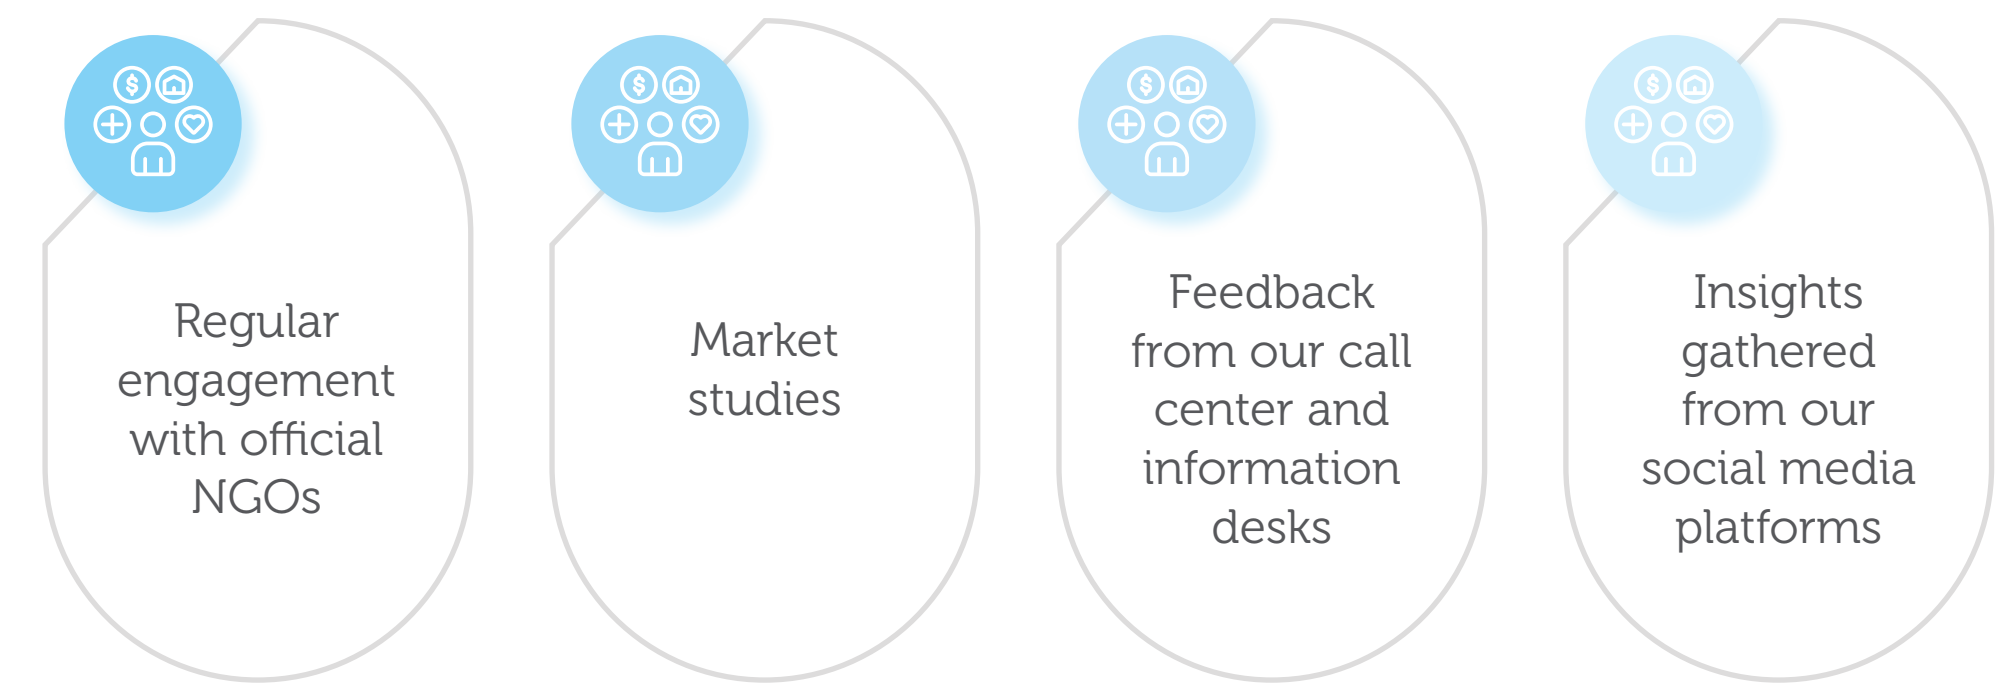 Regular
engagement
with official
NGOs
Market
studies
Feedback
from our call
center and
information
desks
Insights
gathered
from our
social media
platforms